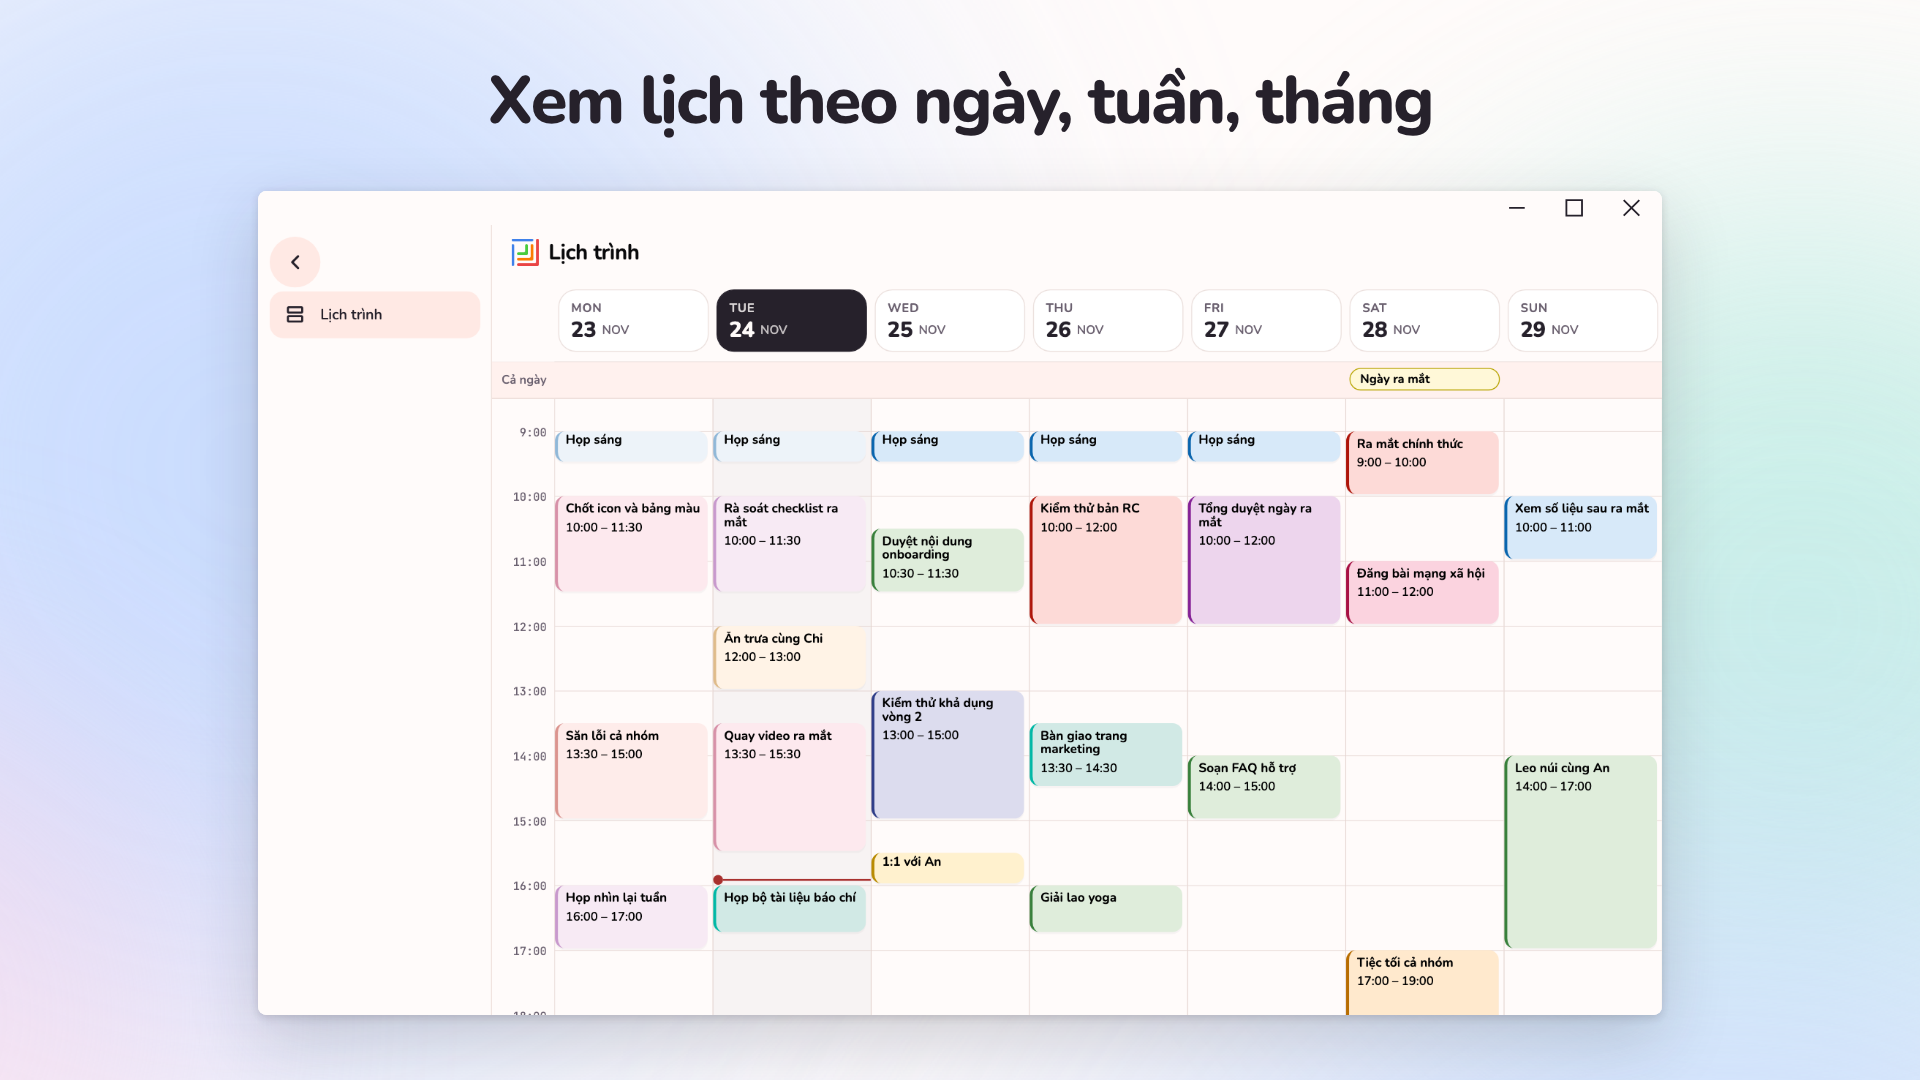 Xem lịch theo ngày, tuần, tháng
Lịch trình
Lịch trình
MON
23 NOV
TUE
24 NOV
WED
25 NOV
THU
26 NOV
FRI
27 NOV
SAT
28 NOV
SUN
29 NOV
Cả ngày
Ngày ra mắt
9:00
10:00
11:00
12:00
13:00
14:00
15:00
16:00
17:00
Họp sáng
Chốt icon và bảng màu
10:00 – 11:30
Săn lỗi cả nhóm
13:30 – 15:00
Họp nhìn lại tuần
16:00 – 17:00
Họp sáng
Rà soát checklist ra
mắt
10:00 – 11:30
Ăn trưa cùng Chi
12:00 – 13:00
Quay video ra mắt
13:30 – 15:30
Họp bộ tài liệu báo chí
Họp sáng
Duyệt nội dung
onboarding
10:30 – 11:30
Kiểm thử khả dụng
vòng 2
13:00 – 15:00
1:1 với An
Họp sáng
Kiểm thử bản RC
10:00 – 12:00
Bàn giao trang
marketing
13:30 – 14:30
Giải lao yoga
Họp sáng
Tổng duyệt ngày ra
mắt
10:00 – 12:00
Soạn FAQ hỗ trợ
14:00 – 15:00
Ra mắt chính thức
9:00 – 10:00
Đăng bài mạng xã hội
11:00 – 12:00
Tiệc tối cả nhóm
17:00 – 19:00
Xem số liệu sau ra mắt
10:00 – 11:00
Leo núi cùng An
14:00 – 17:00